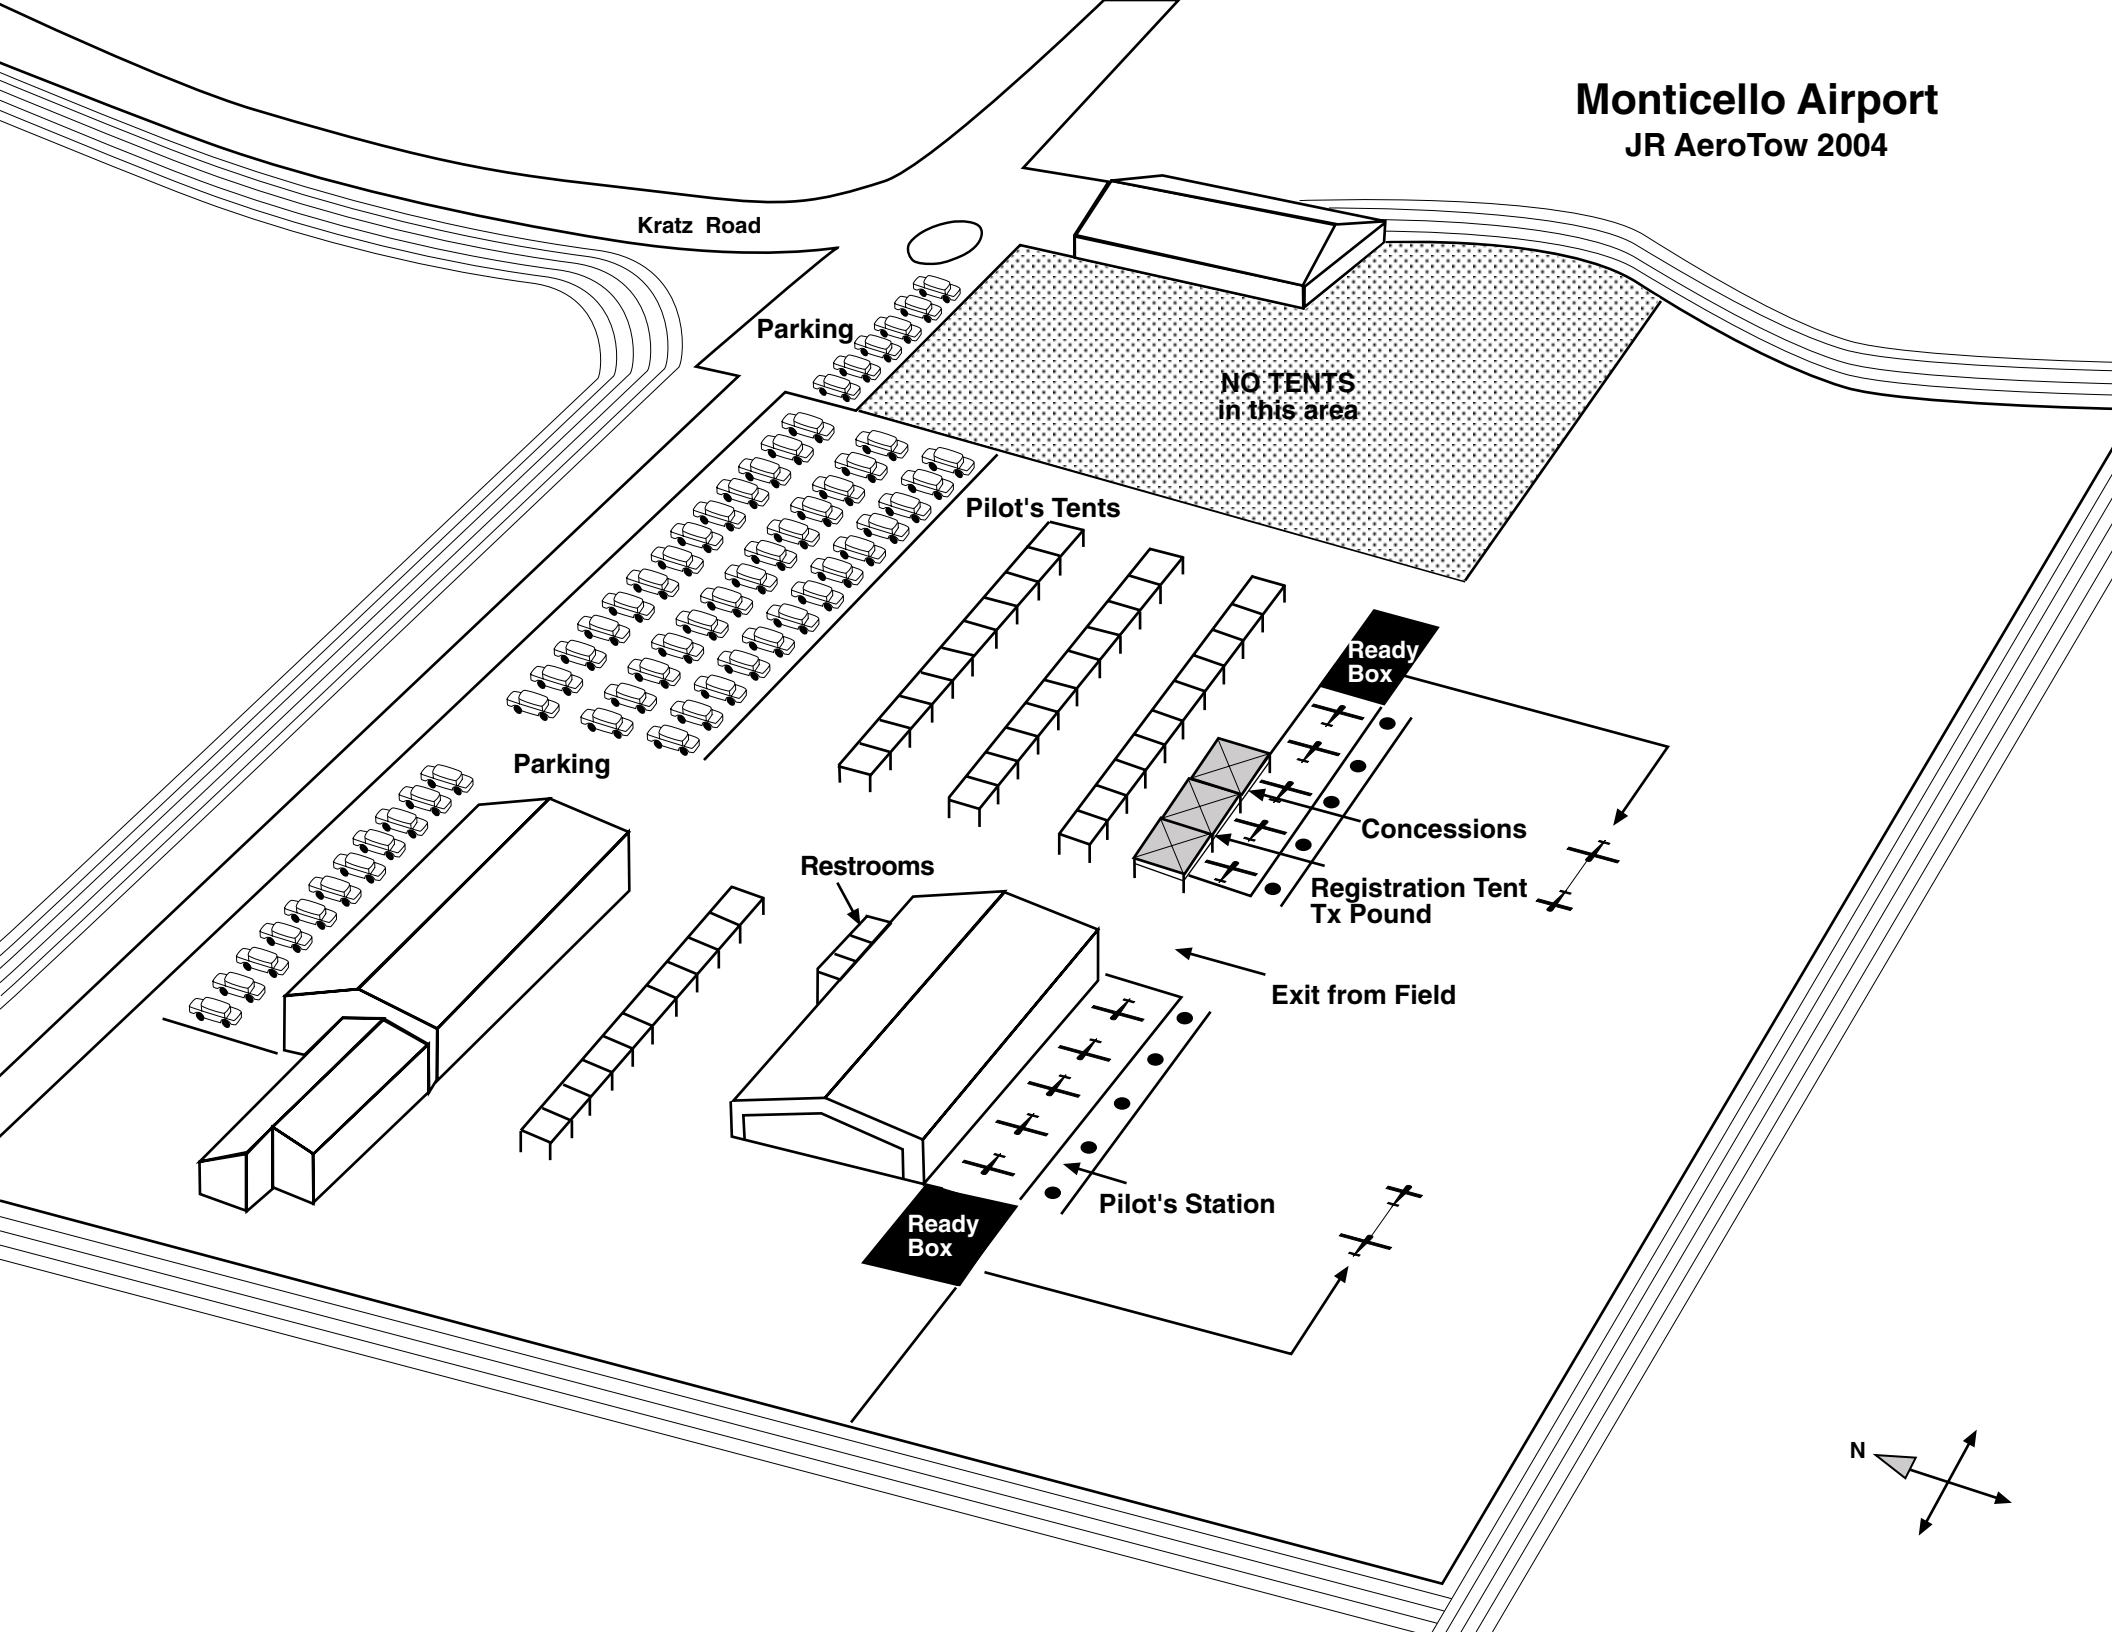 Monticello Airport
JR AeroTow 2004
Kratz Road
Parking
NO TENTS
in this area
Pilot's Tents
Ready
Box
Parking
Concessions
Restrooms
Registration Tent
Tx Pound
Exit from Field
Pilot's Station
Ready
Box
N